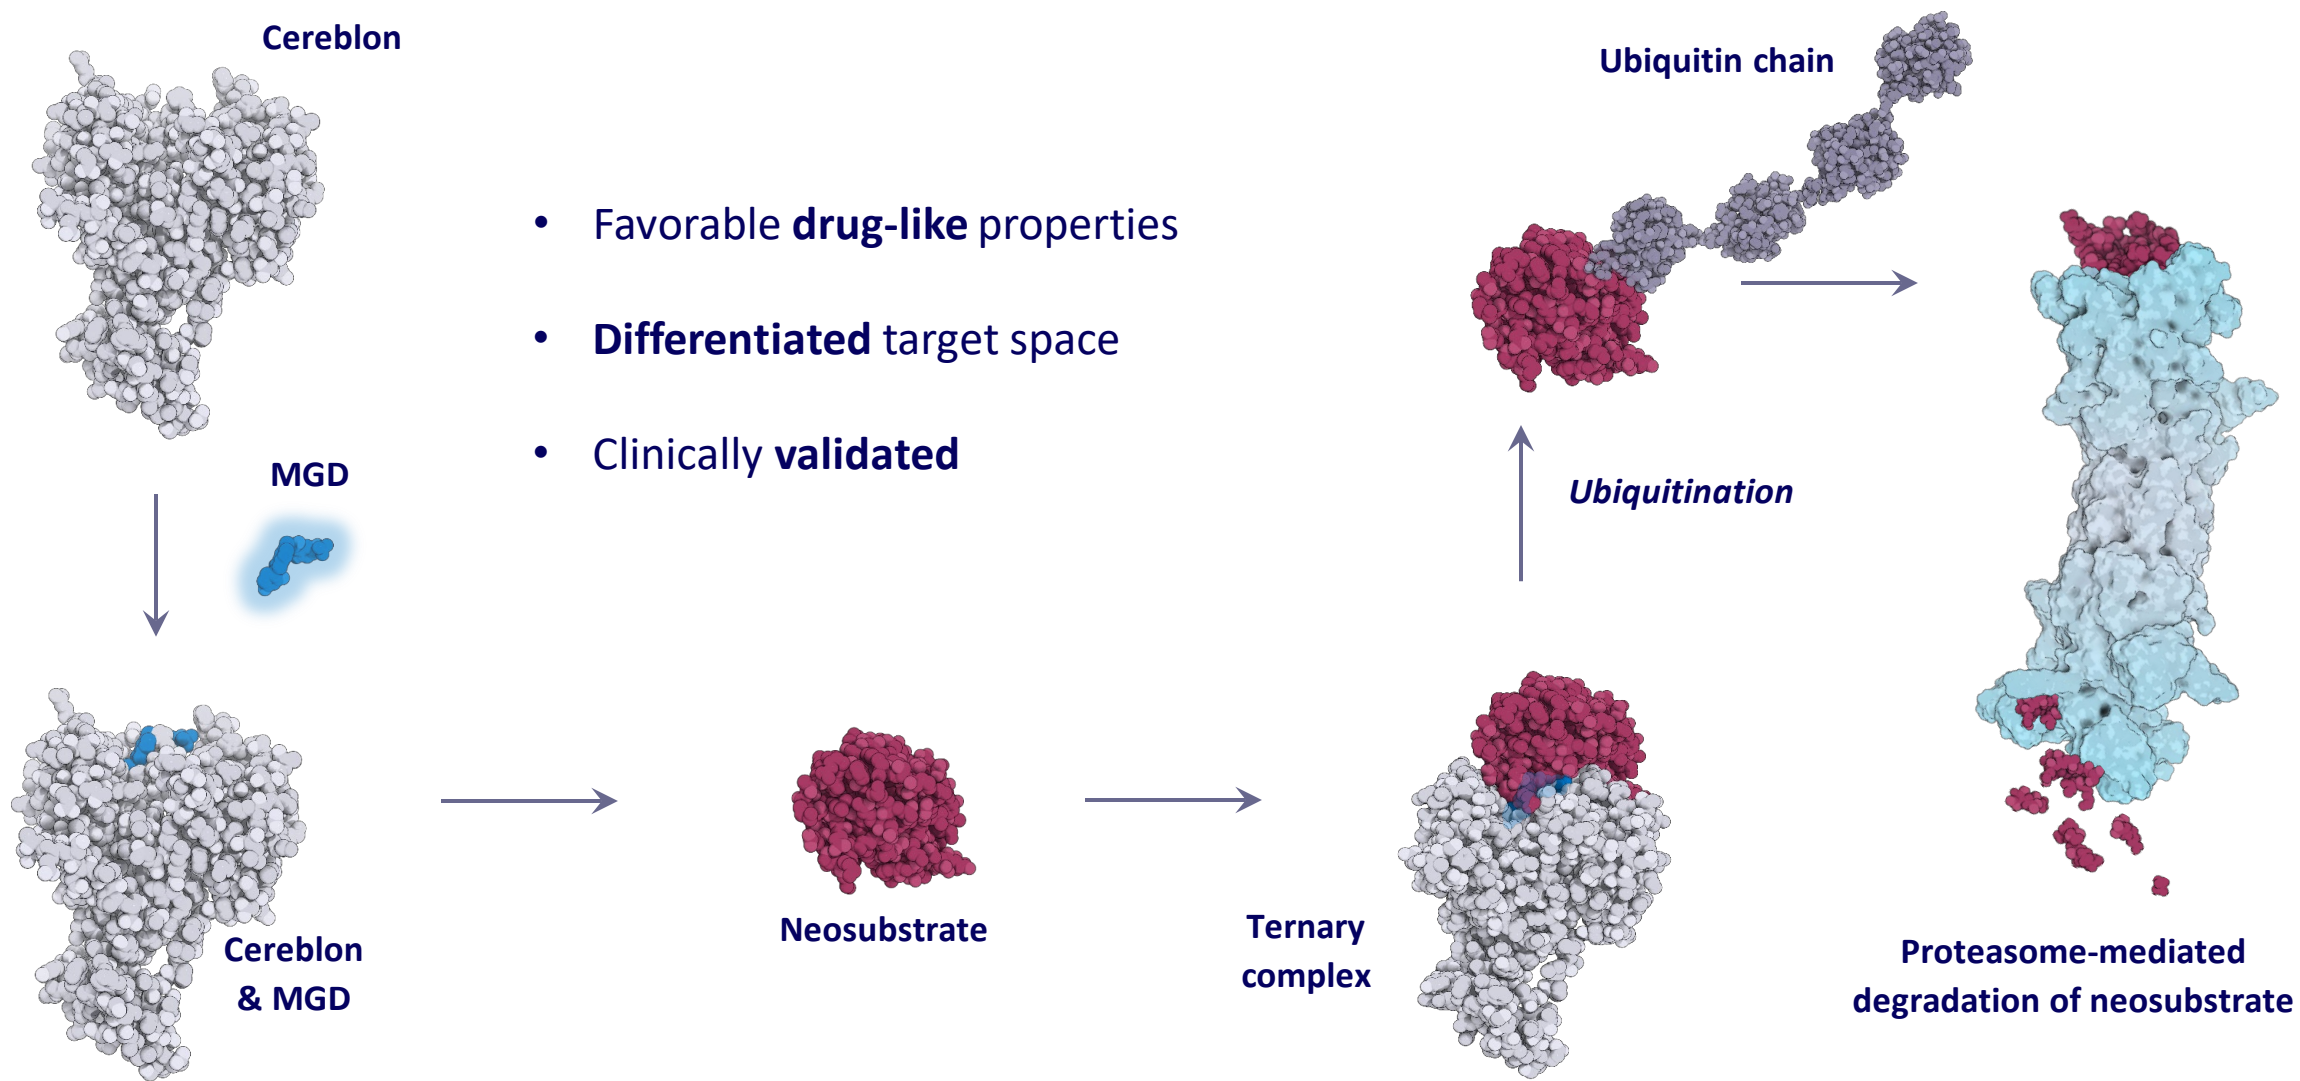 Cereblon
MGD
Cereblon
& MGD
• Favorable drug-like properties
• Differentiated target space
• Clinically validated
Neosubstrate
Ternary
complex
Ubiquitination
Ubiquitin chain
Proteasome-mediated
degradation of neosubstrate